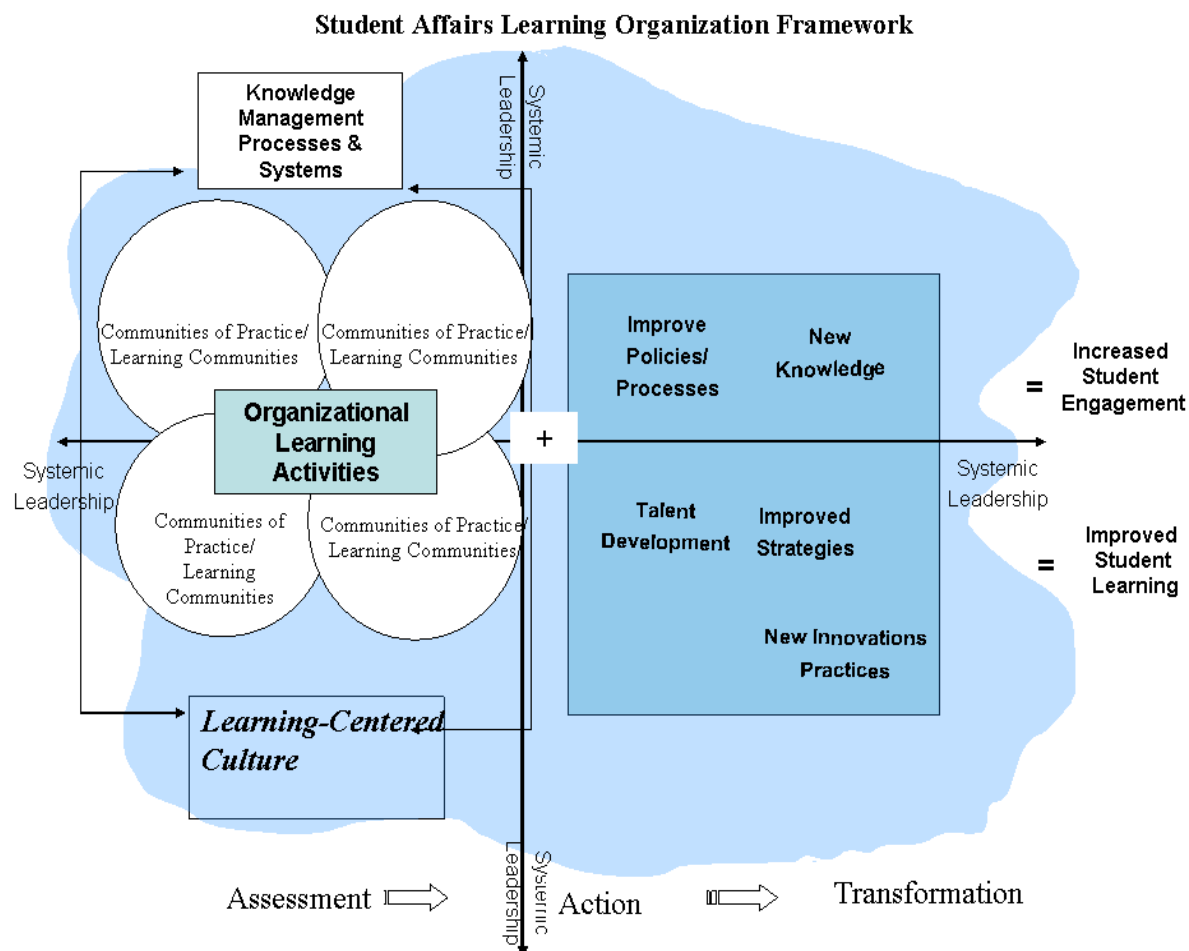 Student Affairs Learning Organization Framework
Knowledge
Management
Processes &
Systems
Systemic
Leadership
Communities of Practice/
Learning Communities
Communities of Practice/
Learning Communities
Organizational
Learning
Activities
Communities of
Practice/
Learning
Communities
Communities of Practice/
Learning Communities
Systemic
Leadership
+
Improve
Policies/
Processes
New
Knowledge
Talent
Development
Improved
Strategies
New Innovations
Practices
=
Increased
Student
Engagement
Systemic
Leadership
=
Improved
Student
Learning
Learning-Centered
Culture
Systemic
Leadership
Assessment
Action
Transformation